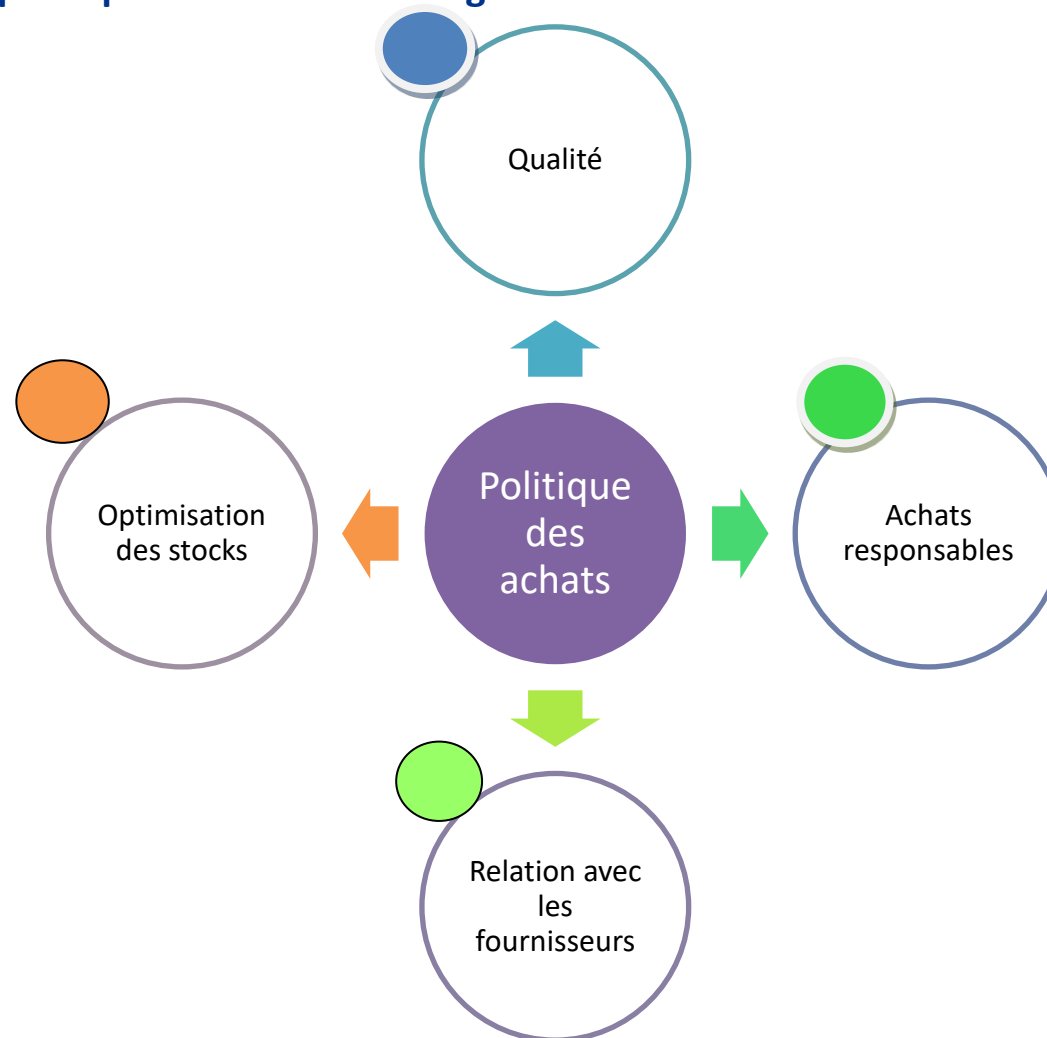 Qualité
Optimisation
des stocks
Politique
des
achats
Achats
responsables
Relation avec
les
fournisseurs